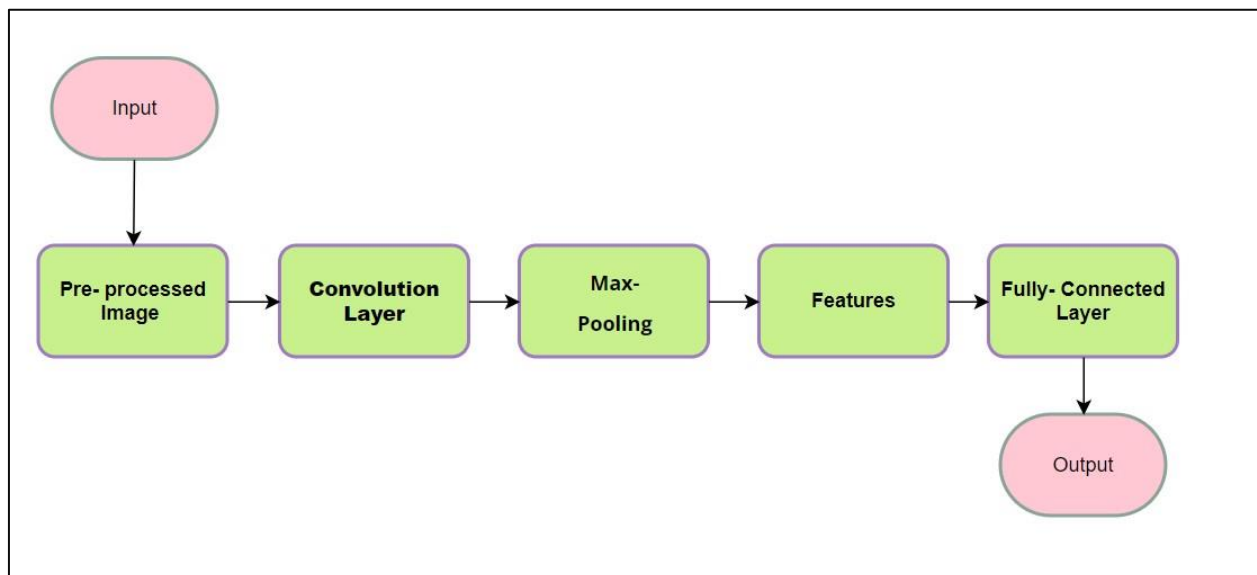 Input
Pre- processed
Image
Convolution
Layer
Max-
Pooling
Features
Fully- Connected
Layer
Output